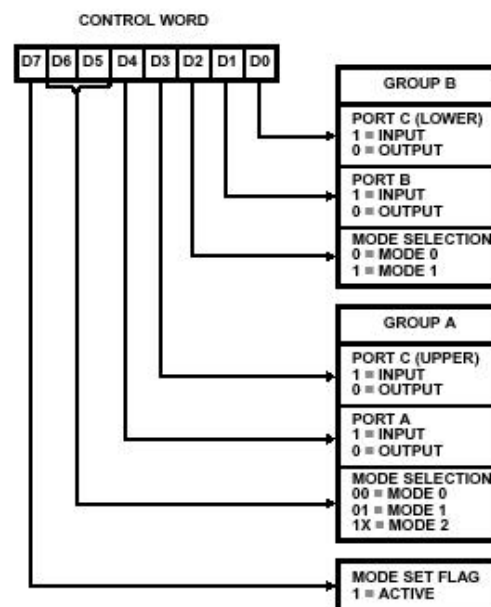 CONTROL WORD
D7 D6 D5 D4 D3 D2 D1 D0
GROUP B
PORT C (LOWER)
1 = INPUT
0 = OUTPUT
PORT B
1 = INPUT
0 = OUTPUT
MODE SELECTION
0 = MODE 0
1 = MODE 1
GROUP A
PORT C (UPPER)
1 = INPUT
0 = OUTPUT
PORT A
1 = INPUT
0 = OUTPUT
MODE SELECTION
00 = MODE 0
01 = MODE 1
1X = MODE 2
MODE SET FLAG
1 = ACTIVE